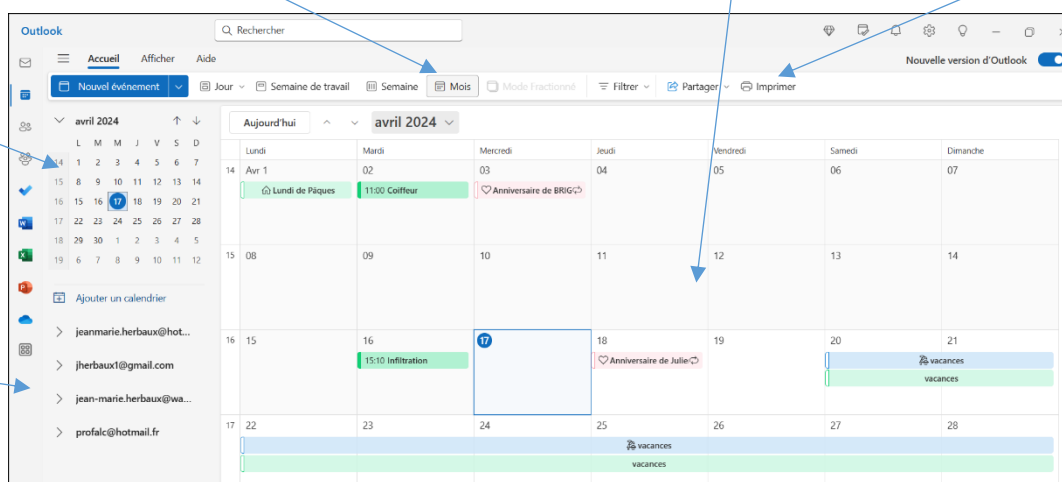 Outlook
Rechercher
Accueil Afficher Aide
Nouvelle version d'Outlook
Nouvel événement Jour Semaine de travail Semaine Mois Mode Fractionné Filtrer Partager Imprimer
avril 2024
L M M J V S D
14 1 2 3 4 5 6 7
15 8 9 10 11 12 13 14
16 15 16 17 18 19 20 21
17 22 23 24 25 26 27 28
18 29 30 1 2 3 4 5
19 6 7 8 9 10 11 12
Ajouter un calendrier
jeanmarie.herbaux@hot...
jherbaux1@gmail.com
jean-marie.herbaux@wa...
profalc@hotmail.fr
Aujourd'hui avril 2024
Lundi Mardi Mercredi Jeudi Vendredi Samedi Dimanche
14 Avr 1 02 03 04 05 06 07
Lundi de Pâques 11:00 Coiffeur Anniversaire de BRIG
15 08 09 10 11 12 13 14
16 15 16 17 18 19 20 21
15:10 Infiltration Anniversaire de Julie vacances
vacances
17 22 23 24 25 26 27 28
vacances
vacances